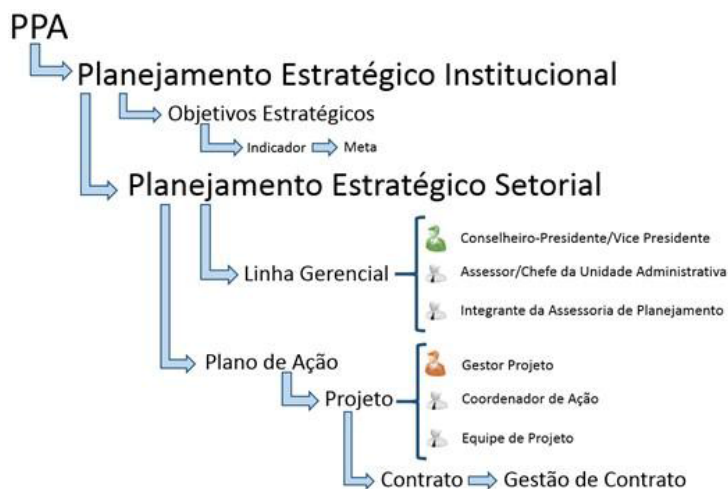 PPA
Planejamento Estratégico Institucional
Objetivos Estratégicos
Indicador Meta
Planejamento Estratégico Setorial
Conselheiro-Presidente/Vice Presidente
Linha Gerencial Assessor/Chefe da Unidade Administrativa
Integrante da Assessoria de Planejamento
Plano de Ação Gestor Projeto
Projeto Coordenador de Ação
Equipe de Projeto
Contrato Gestão de Contrato